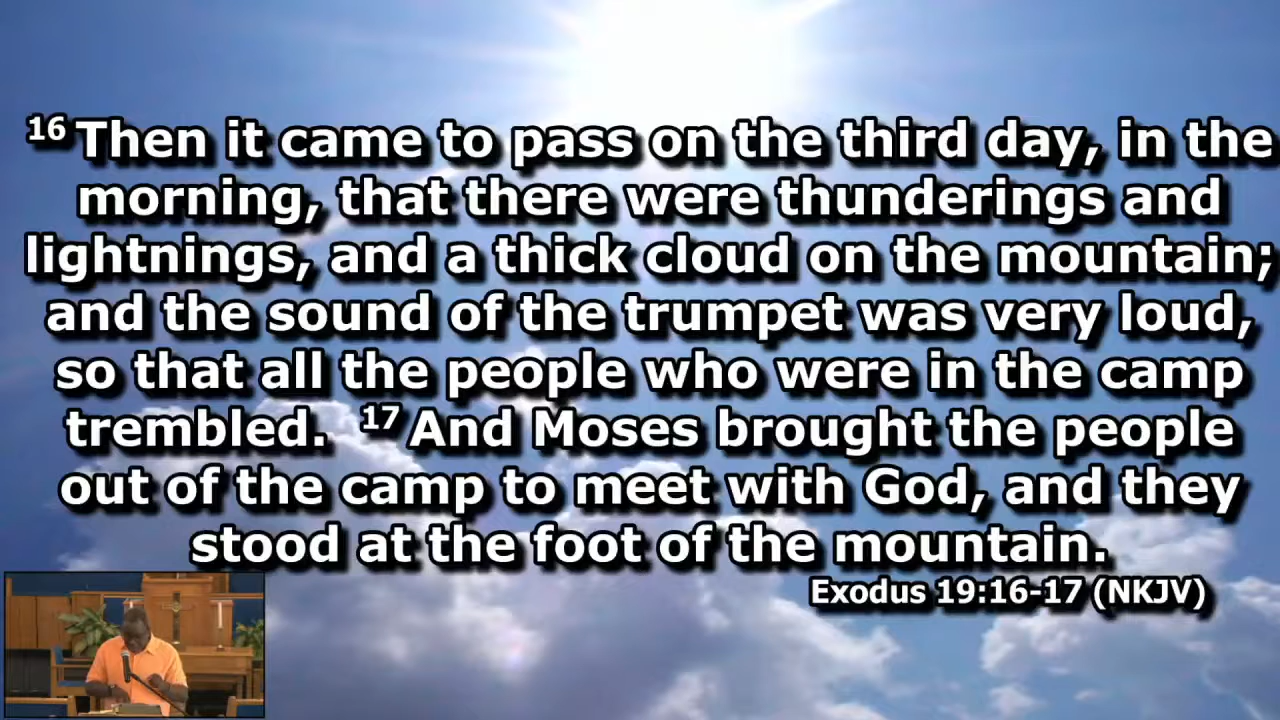 16 Then it came to pass on the third day, in the
morning, that there were thunderings and
lightnings, and a thick cloud on the mountain;
and the sound of the trumpet was very loud,
so that all the people who were in the camp
trembled. 17 And Moses brought the people
out of the camp to meet with God, and they
stood at the foot of the mountain.
Exodus 19:16-17 (NKJV)